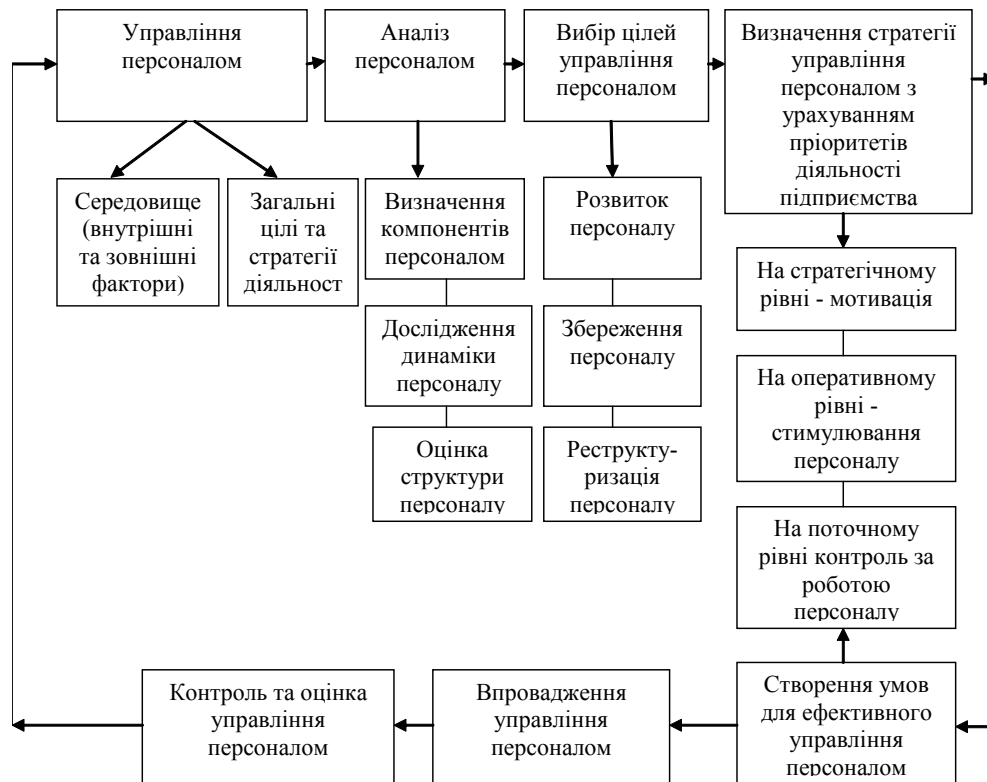 Управління
персоналом
Аналіз
персоналом
Вибір цілей
управління
персоналом
Визначення стратегії
управління
персоналом з
урахуванням
пріоритетів
діяльності
підприємства
Середовище
(внутрішні
та зовнішні
фактори)
Загальні
цілі та
стратегії
діяльност
Визначення
компонентів
персоналом
Розвиток
персоналу
На стратегічному
рівні - мотивація
Дослідження
динаміки
персоналу
Збереження
персоналу
На оперативному
рівні -
стимулювання
персоналу
Оцінка
структури
персоналу
Реструкту-
ризація
персоналу
На поточному
рівні контроль за
роботою
персоналу
Контроль та оцінка
управління
персоналом
Впровадження
управління
персоналом
Створення умов
для ефективного
управління
персоналом